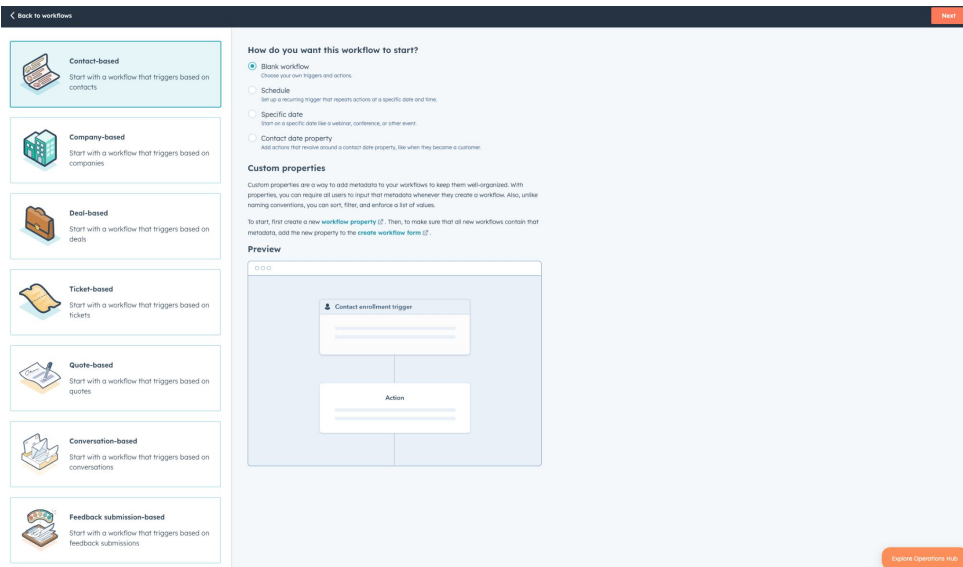 Back to workflows
Next
Contact-based
Start with a workflow that triggers based on
contacts
Company-based
Start with a workflow that triggers based on
companies
Deal-based
Start with a workflow that triggers based on
deals
Ticket-based
Start with a workflow that triggers based on
tickets
Quote-based
Start with a workflow that triggers based on
quotes
Conversation-based
Start with a workflow that triggers based on
conversations
Feedback submission-based
Start with a workflow that triggers based on
feedback submissions
How do you want this workflow to start?
Blank workflow
Choose your own triggers and actions.
Schedule
Set up a recurring trigger that repeats actions at a specific date and time.
Specific date
Start on a specific date like a webinar, conference, or other event.
Contact date property
Add actions that revolve around a contact date property, like when they became a customer.
Custom properties
Custom properties are a way to add metadata to your workflows to keep them well-organized. With
properties, you can require all users to input that metadata whenever they create a workflow. Also, unlike
naming conventions, you can sort, filter, and enforce a list of values.
To start, first create a new workflow property . Then, to make sure that all new workflows contain that
metadata, add the new property to the create workflow form .
Preview
Contact enrollment trigger
Action
Explore Operations Hub